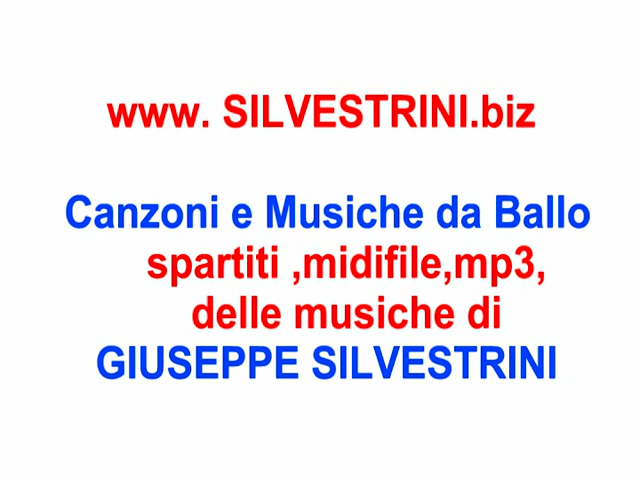 www. SILVESTRINI.biz
Canzoni e Musiche da Ballo
spartiti ,midifile,mp3,
delle musiche di
GIUSEPPE SILVESTRINI